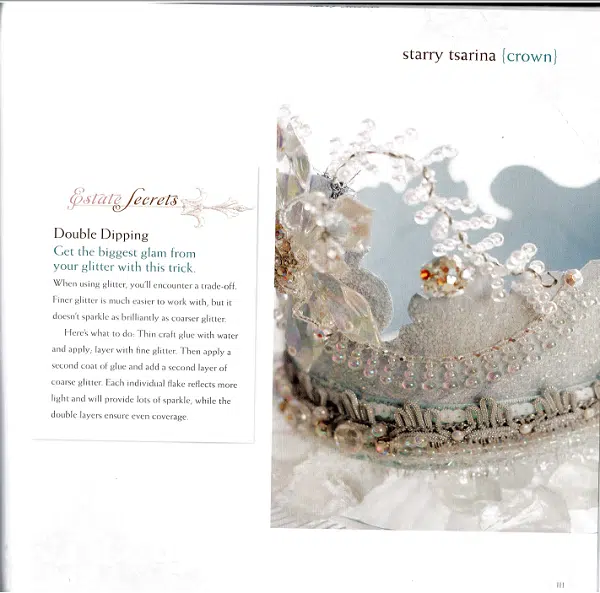 starry tsarina {crown}
Estate Secrets
Double Dipping
Get the biggest glam from
your glitter with this trick.
When using glitter, you'll encounter a trade-off.
Finer glitter is much easier to work with, but it
doesn't sparkle as brilliantly as coarser glitter.
Here's what to do: Thin craft glue with water
and apply; layer with fine glitter. Then apply a
second coat of glue and add a second layer of
coarse glitter. Each individual flake reflects more
light and will provide lots of sparkle, while the
double layers ensure even coverage.
111